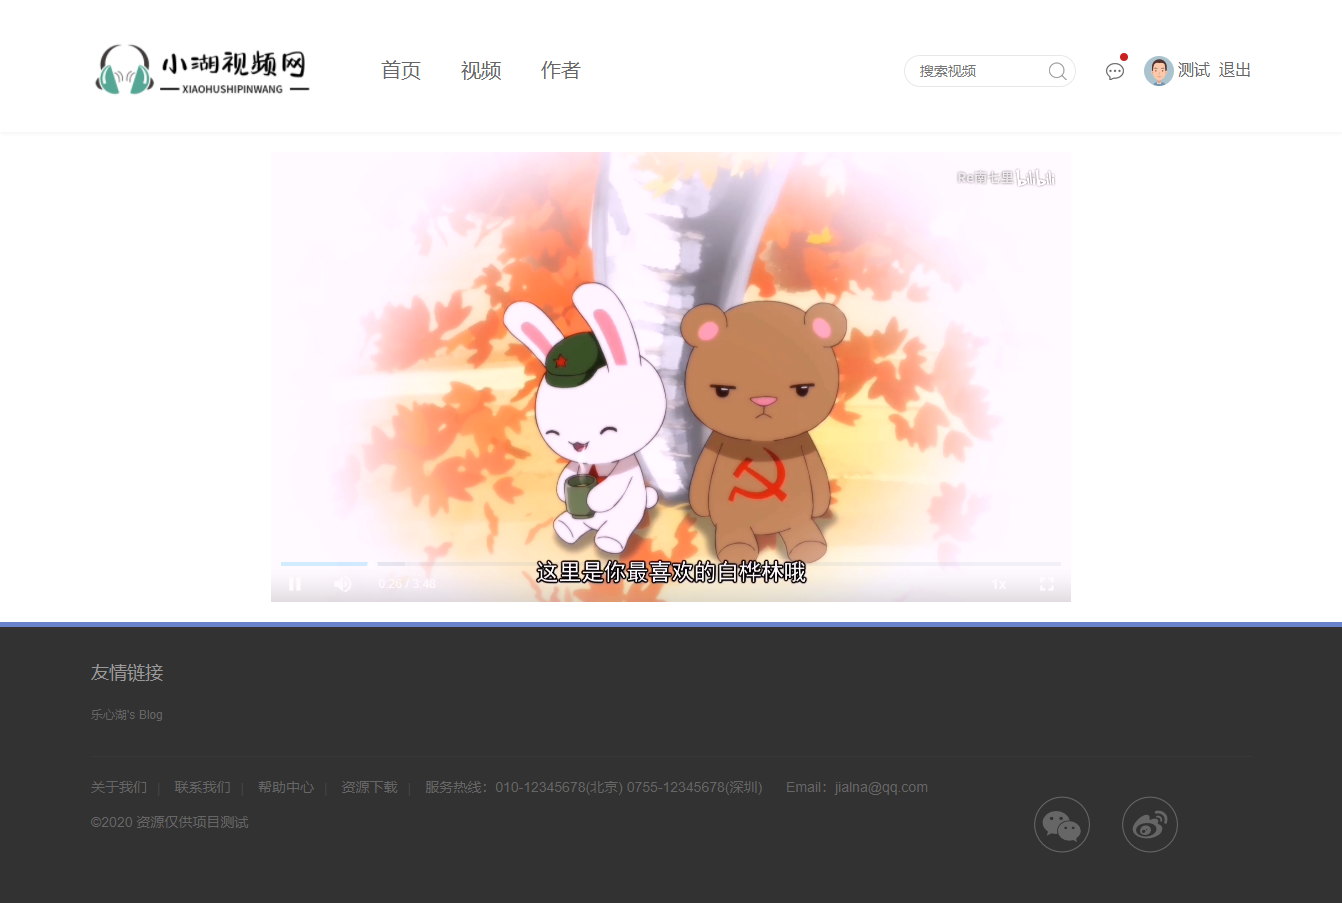 小湖视频网
XIAOHUSHIPINWANG
首页 视频 作者
搜索视频
测试 退出
Re南七里 bilibili
这里是你最喜欢的白桦林哦
0:26 / 3:48
1x
友情链接
乐心湖's Blog
关于我们 | 联系我们 | 帮助中心 | 资源下载 | 服务热线：010-12345678(北京) 0755-12345678(深圳) Email：jialna@qq.com
©2020 资源仅供项目测试